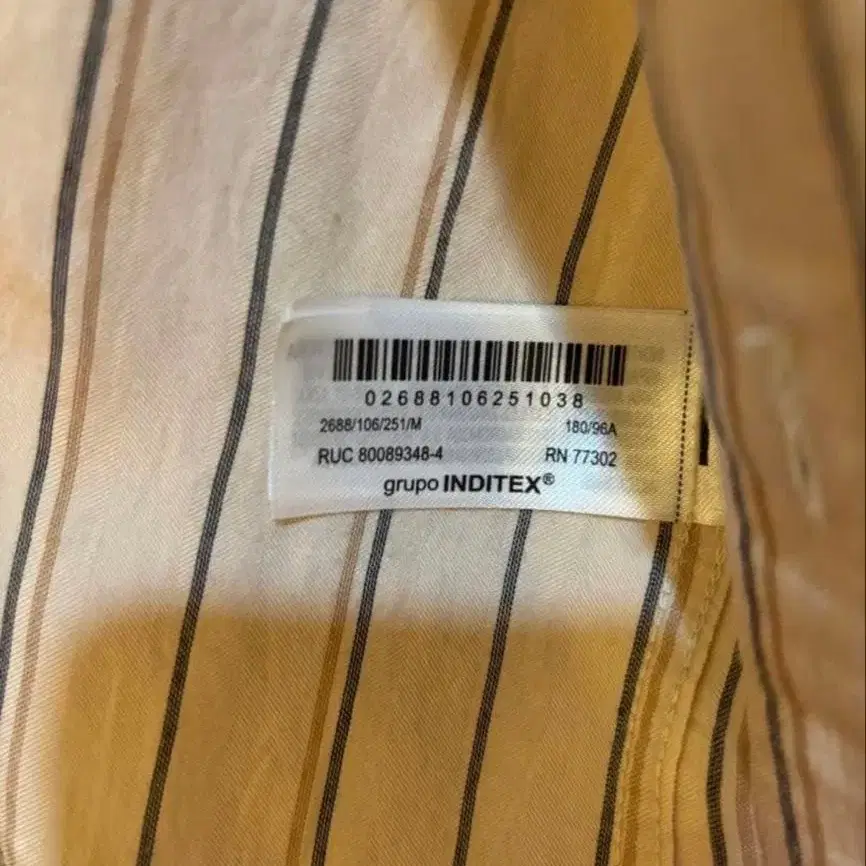 02688106251038
2688/106/251/M 180/96A
RUC 80089348-4 RN 77302
grupo INDITEX®